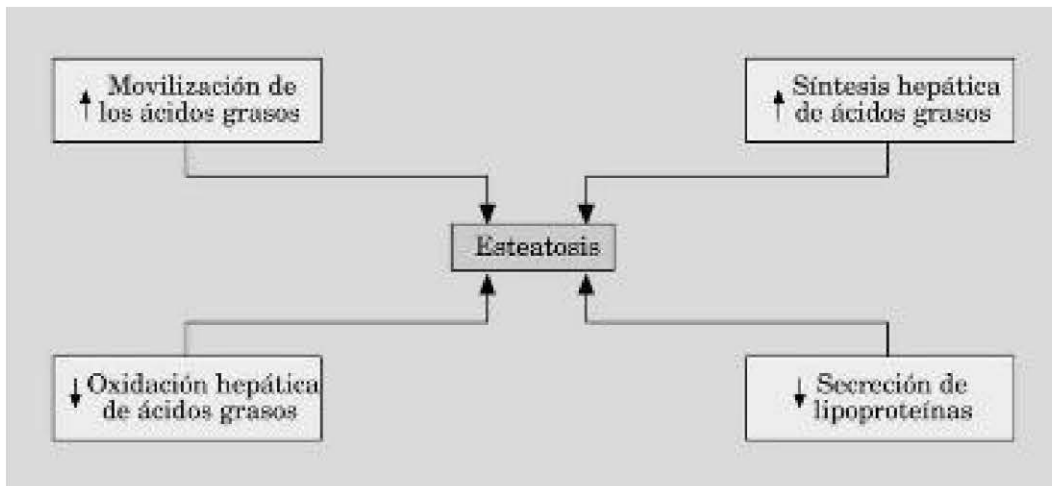 ↑ Movilización de
los ácidos grasos
↑ Síntesis hepática
de ácidos grasos
Esteatosis
↓ Oxidación hepática
de ácidos grasos
↓ Secreción de
lipoproteínas